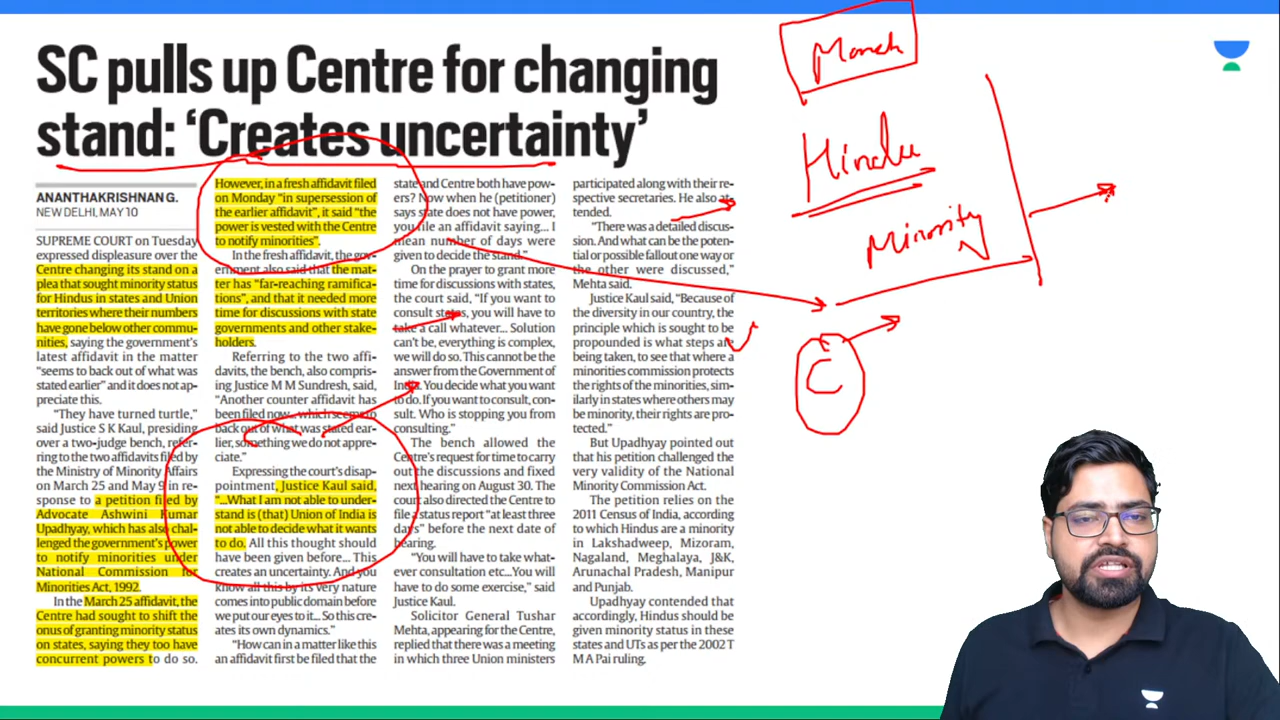 SC pulls up Centre for changing
stand: ‘Creates uncertainty’
ANANTHAKRISHNAN G.
NEW DELHI, MAY 10
SUPREME COURT on Tuesday
expressed displeasure over the
Centre changing its stand on a
plea that sought minority status
for Hindus in states and Union
territories where their numbers
have gone below other commu-
nities, saying the government's
latest affidavit in the matter
“seems to back out of what was
stated earlier” and it does not ap-
preciate this.
“They have turned turtle,”
said Justice S K Kaul, presiding
over a two-judge bench, refer-
ring to the two affidavits filed by
the Ministry of Minority Affairs
on March 25 and May 9 in re-
sponse to a petition filed by
Advocate Ashwini Kumar
Upadhyay, which has also chal-
lenged the government's power
to notify minorities under
National Commission for
Minorities Act, 1992.
In the March 25 affidavit, the
Centre had sought to shift the
onus of granting minority status
on states, saying they too have
concurrent powers to do so.
However, in a fresh affidavit filed
on Monday “in supersession of
the earlier affidavit”, it said “the
power is vested with the Centre
to notify minorities”.
In the fresh affidavit, the gov-
ernment also said that the mat-
ter has “far-reaching ramifica-
tions”, and that it needed more
time for discussions with state
governments and other stake-
holders.
Referring to the two affi-
davits, the bench, also compris-
ing Justice M M Sundresh, said,
“Another counter affidavit has
been filed now... which seems to
back out of what was stated ear-
lier, something we do not appre-
ciate.”
Expressing the court's disap-
pointment, Justice Kaul said,
“...What I am not able to under-
stand is (that) Union of India is
not able to decide what it wants
to do. All this thought should
have been given before... This
creates an uncertainty. And you
know all this by its very nature
comes into public domain before
we put our eyes to it... So this cre-
ates its own dynamics.”
“How can in a matter like this
an affidavit first be filed that the
state and Centre both have pow-
ers? Now when he (petitioner)
says state does not have power,
you file an affidavit saying... I
mean number of days were
given to decide the stand.”
On the prayer to grant more
time for discussions with states,
the court said, “If you want to
consult states, you will have to
take a call whatever... Solution
can't be, everything is complex,
we will do so. This cannot be the
answer from the Government of
India. You decide what you want
to do. If you want to consult, con-
sult. Who is stopping you from
consulting.”
The bench allowed the
Centre's request for time to carry
out the discussions and fixed
next hearing on August 30. The
court also directed the Centre to
file a status report “at least three
days” before the next date of
hearing.
“You will have to take what-
ever consultation etc...You will
have to do some exercise,” said
Justice Kaul.
Solicitor General Tushar
Mehta, appearing for the Centre,
replied that there was a meeting
in which three Union ministers
participated along with their re-
spective secretaries. He also at-
tended.
“There was a detailed discus-
sion. And what can be the poten-
tial or possible fallout one way or
the other were discussed,”
Mehta said.
Justice Kaul said, “Because of
the diversity in our country, the
principle which is sought to be
propounded is what steps are
being taken, to see that where a
minorities commission protects
the rights of the minorities, sim-
ilarly in states where others may
be minority, their rights are pro-
tected.”
But Upadhyay pointed out
that his petition challenged the
very validity of the National
Minority Commission Act.
The petition relies on the
2011 Census of India, according
to which Hindus are a minority
in Lakshadweep, Mizoram,
Nagaland, Meghalaya, J&K,
Arunachal Pradesh, Manipur
and Punjab.
Upadhyay contended that
accordingly, Hindus should be
given minority status in these
states and UTs as per the 2002 T
M A Pai ruling.
March
Hindu
Minority
C